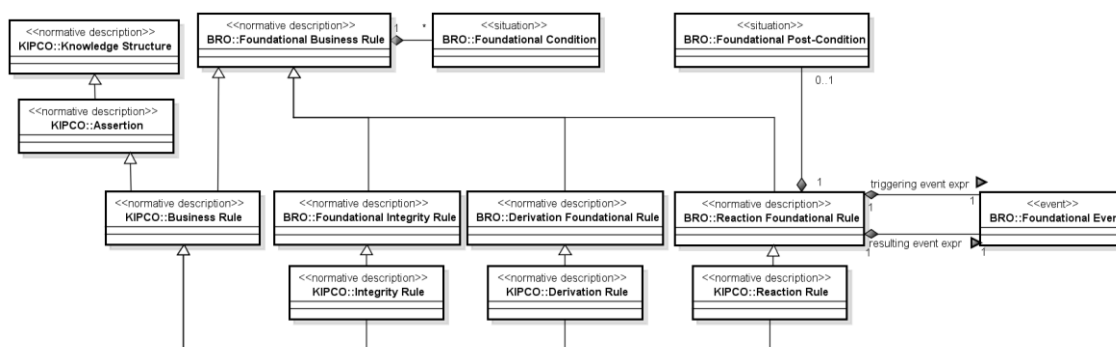 <<normative description>>
KIPCO::Knowledge Structure
<<normative description>>
BRO::Foundational Business Rule
1
*
<<situation>>
BRO::Foundational Condition
<<situation>>
BRO::Foundational Post-Condition
0..1
<<normative description>>
KIPCO::Assertion
<<normative description>>
KIPCO::Business Rule
<<normative description>>
BRO::Foundational Integrity Rule
<<normative description>>
BRO::Derivation Foundational Rule
1
<<normative description>>
BRO::Reaction Foundational Rule
triggering event expr
1
1
<<event>>
BRO::Foundational Even
resulting event expr
1
1
<<normative description>>
KIPCO::Integrity Rule
<<normative description>>
KIPCO::Derivation Rule
<<normative description>>
KIPCO::Reaction Rule